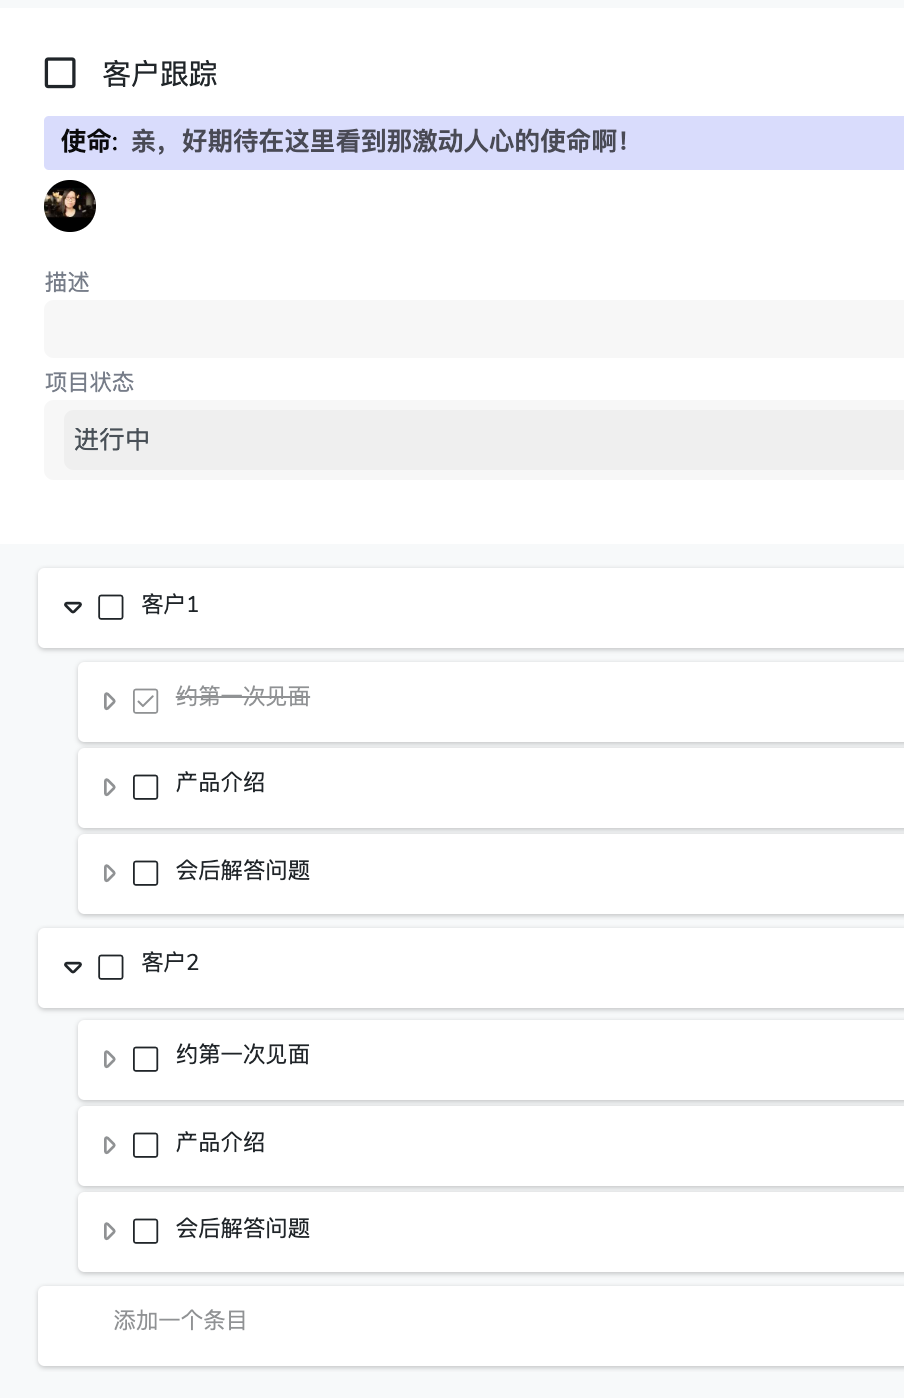 客户跟踪
使命: 亲，好期待在这里看到那激动人心的使命啊!
描述
项目状态
进行中
客户1
约第一次见面
产品介绍
会后解答问题
客户2
约第一次见面
产品介绍
会后解答问题
添加一个条目